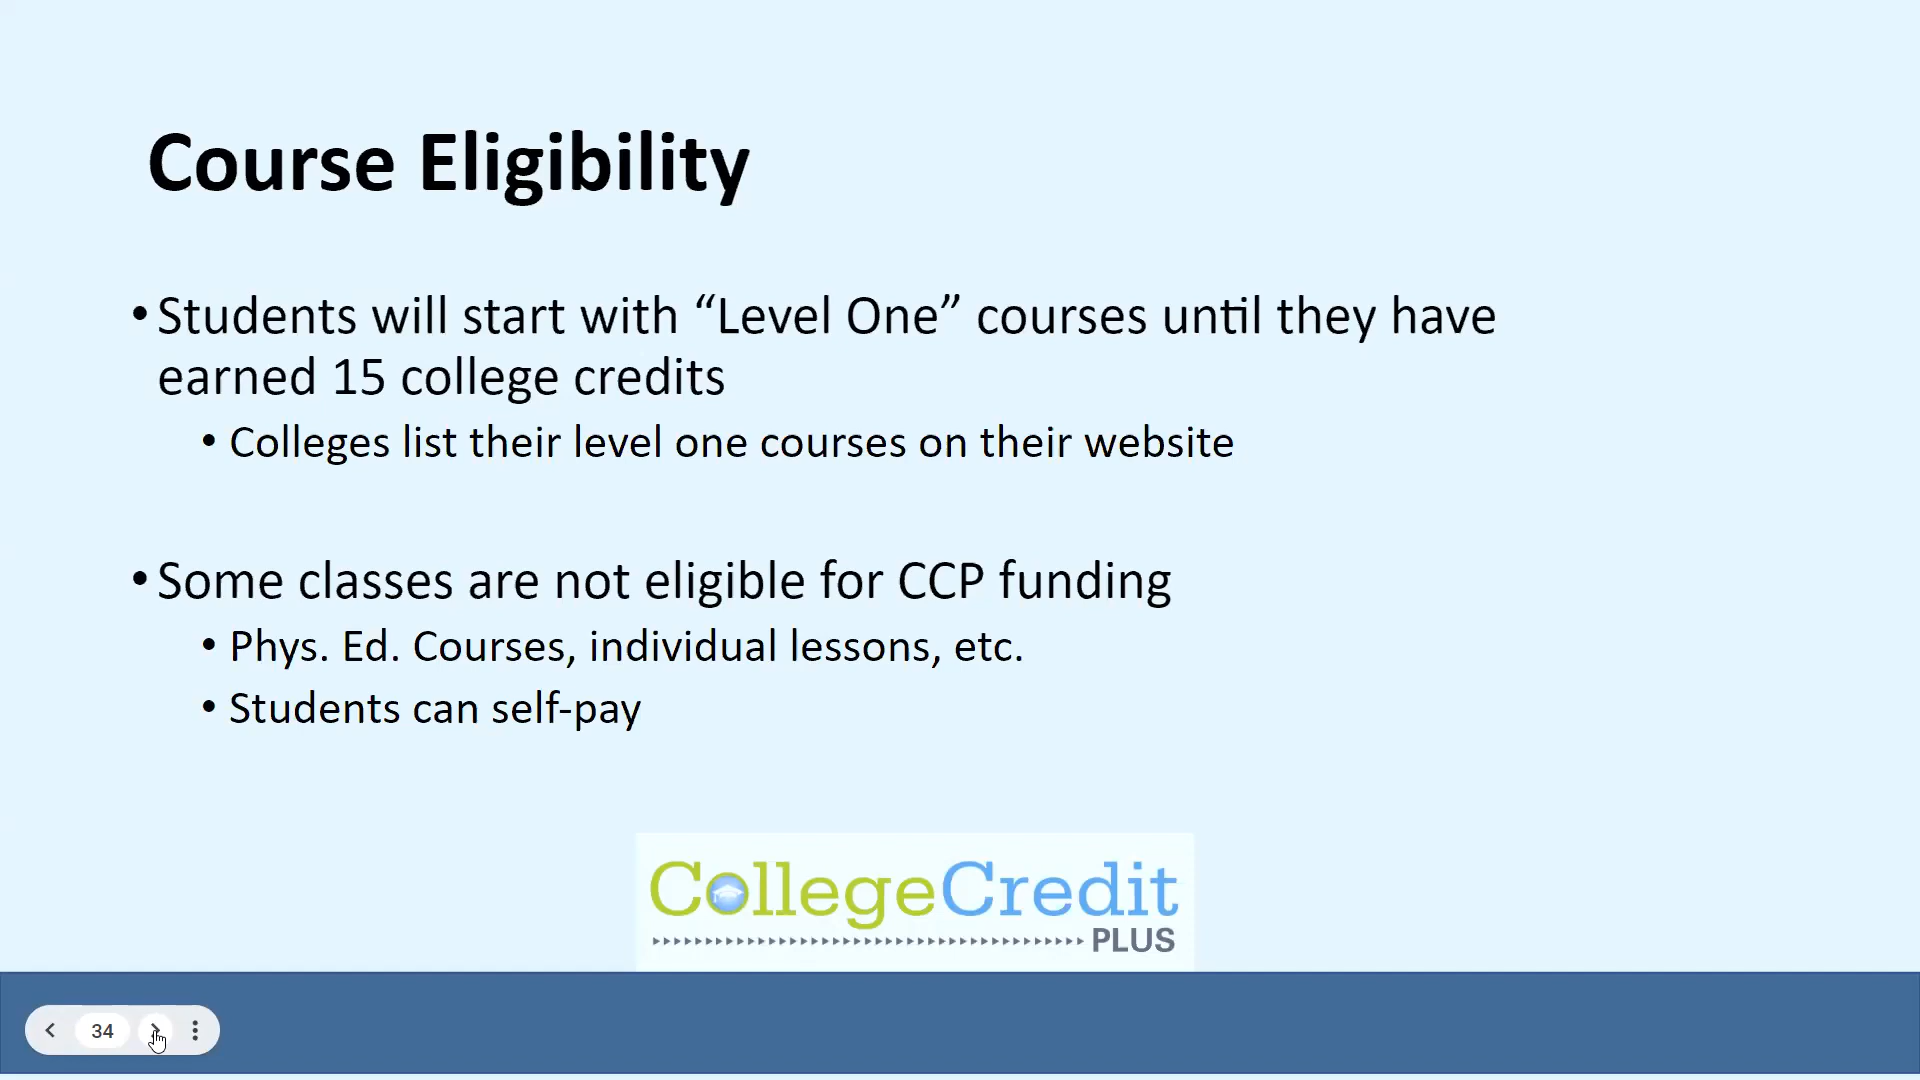 Course Eligibility
• Students will start with “Level One” courses until they have
earned 15 college credits
• Colleges list their level one courses on their website
• Some classes are not eligible for CCP funding
• Phys. Ed. Courses, individual lessons, etc.
• Students can self-pay
CollegeCredit
PLUS
34